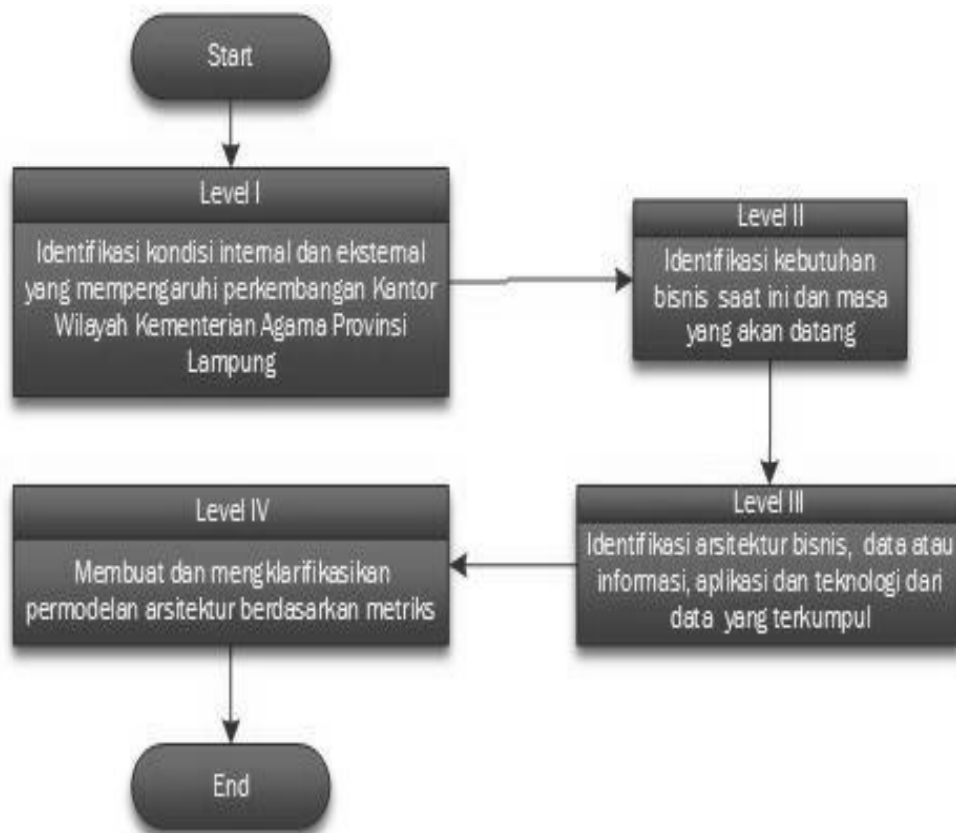 Start
Level I
Identifikasi kondisi internal dan eksternal
yang mempengaruhi perkembangan Kantor
Wilayah Kementerian Agama Provinsi
Lampung
Level II
Identifikasi kebutuhan
bisnis saat ini dan masa
yang akan datang
Level III
Identifikasi arsitektur bisnis, data atau
informasi, aplikasi dan teknologi dari
data yang terkumpul
Level IV
Membuat dan mengklarifikasikan
permodelan arsitektur berdasarkan metriks
End